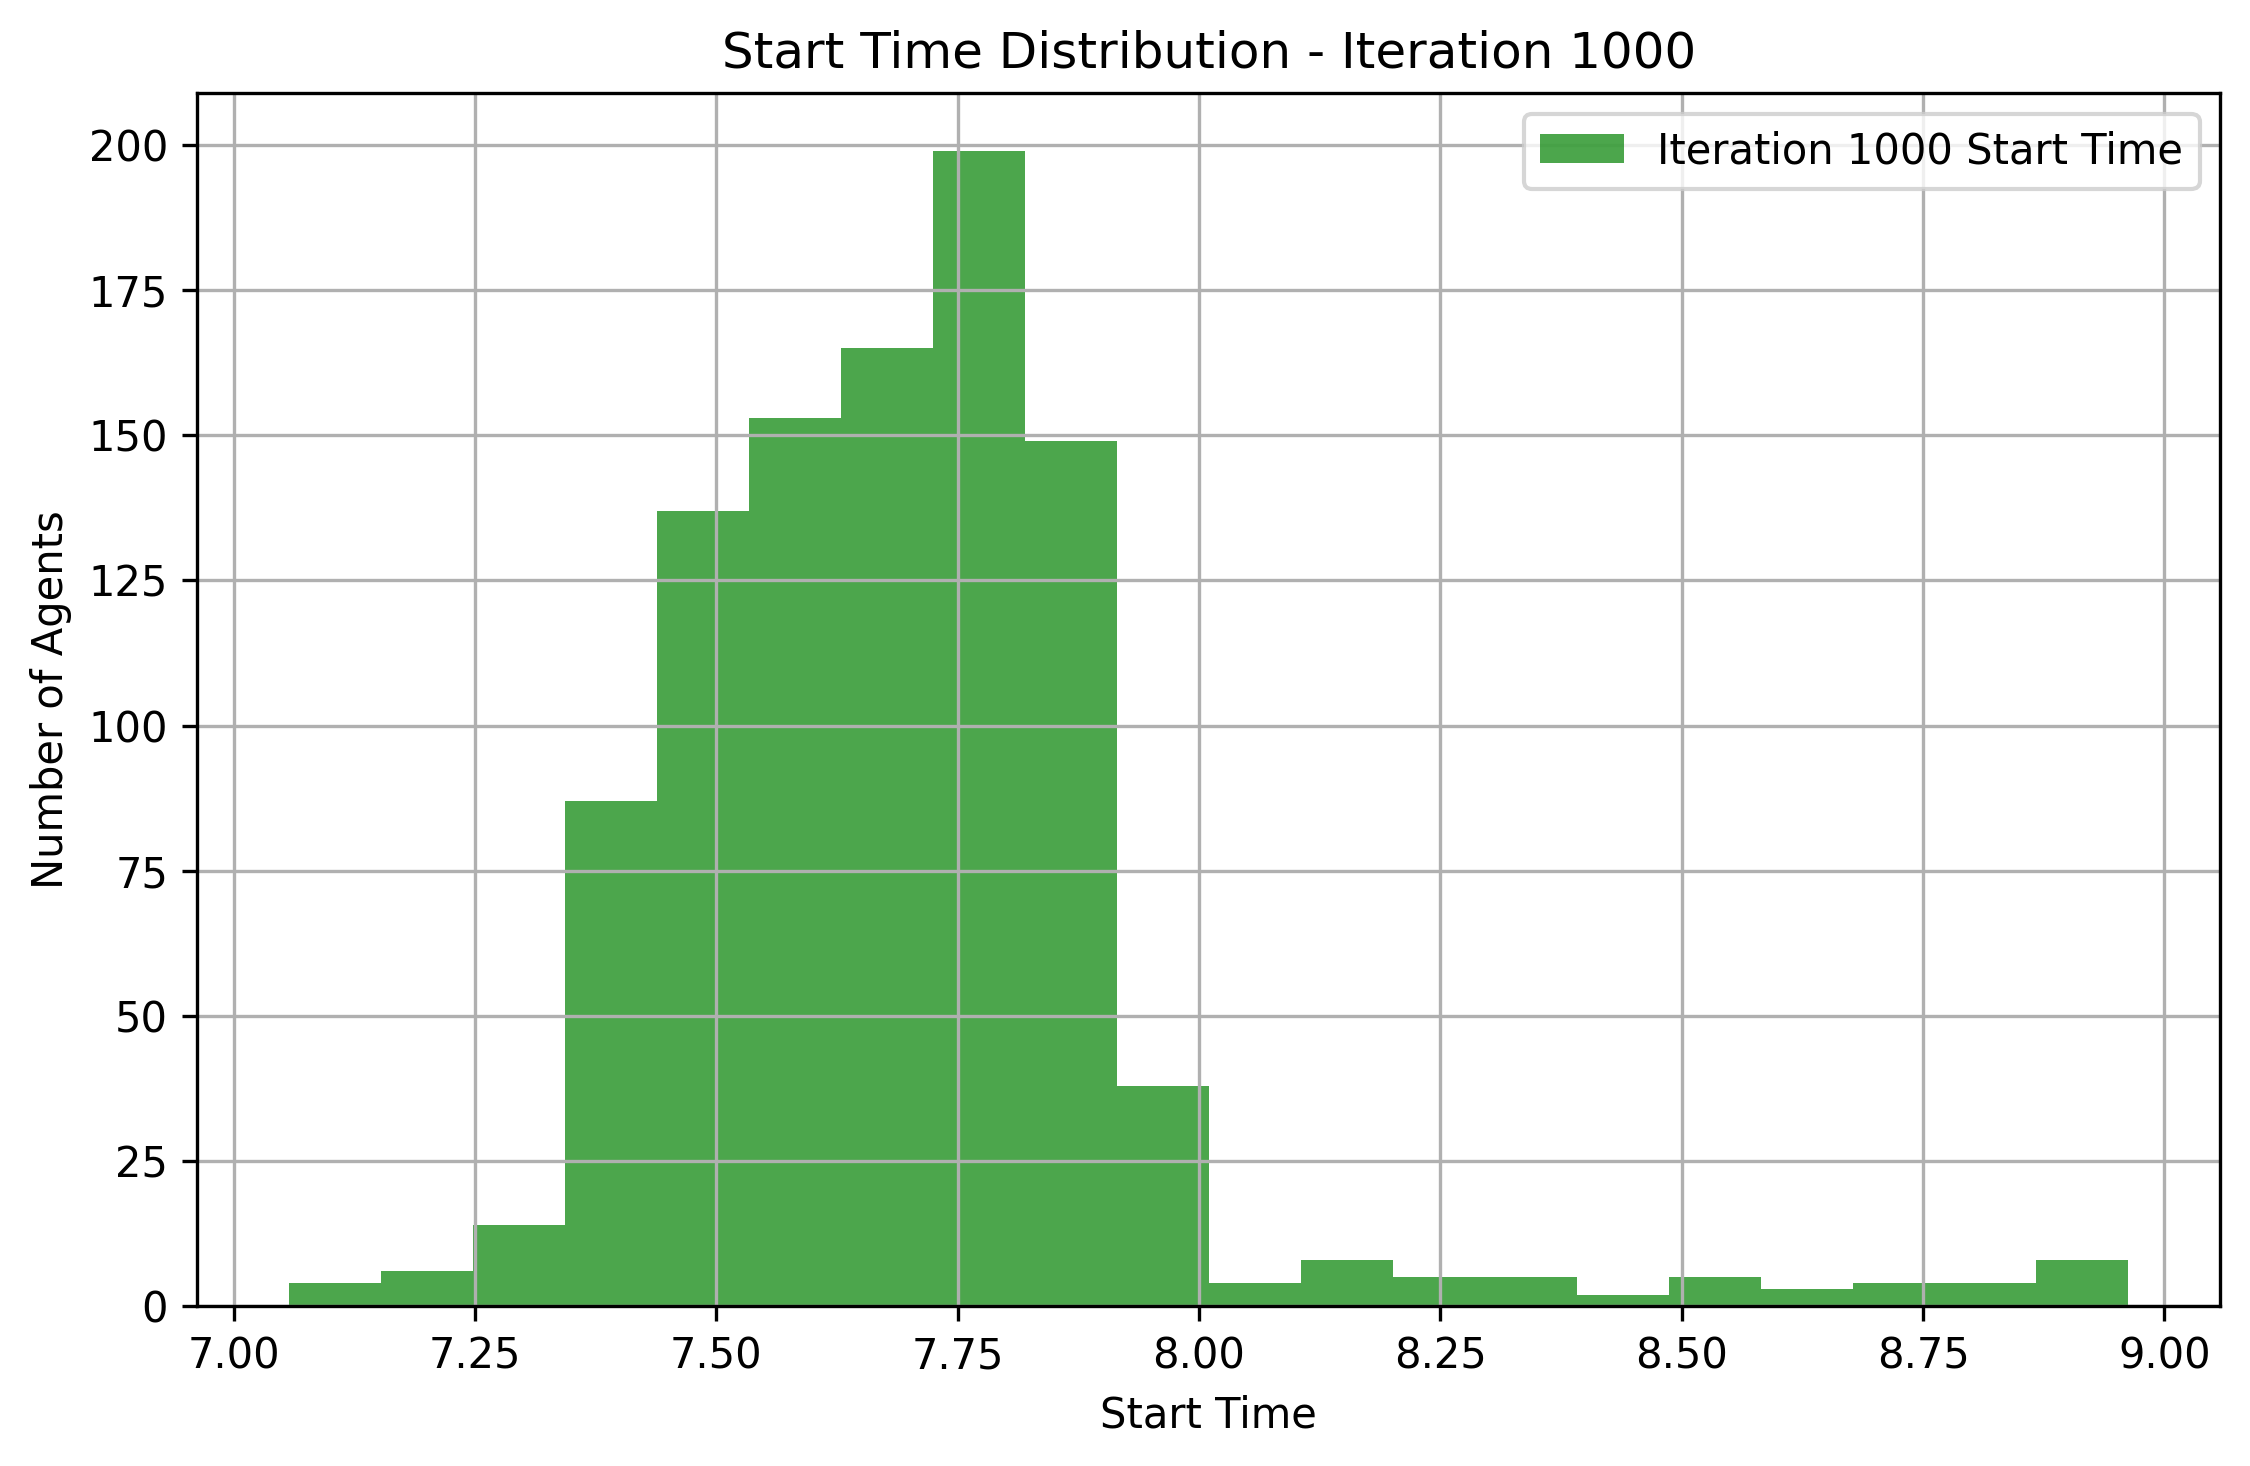 Start Time Distribution - Iteration 1000
Iteration 1000 Start Time
Number of Agents
200
175
150
125
100
75
50
25
0
7.00 7.25 7.50 7.75 8.00 8.25 8.50 8.75 9.00
Start Time